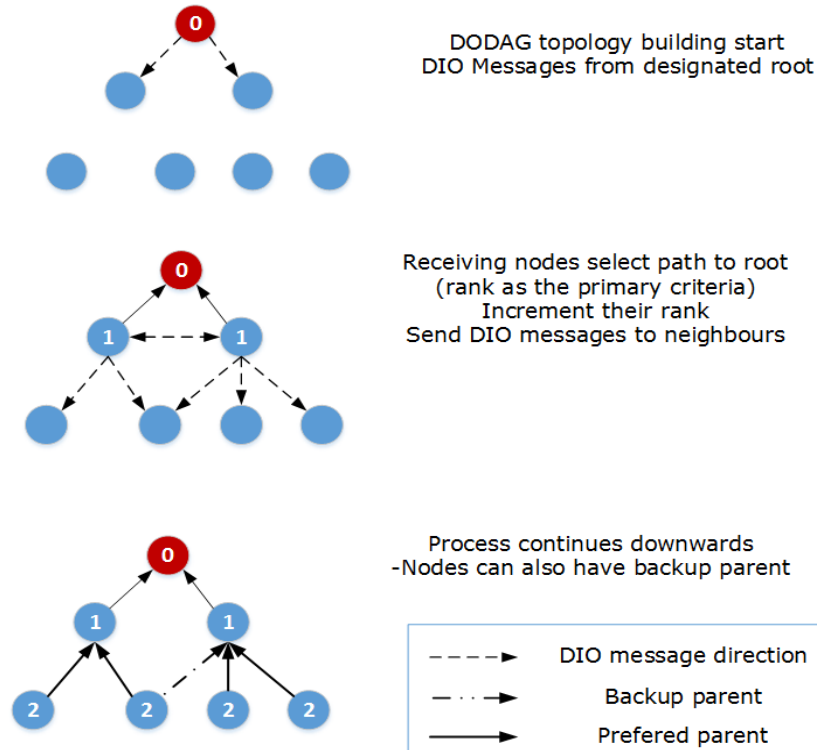 0
DODAG topology building start
DIO Messages from designated root
0
Receiving nodes select path to root
(rank as the primary criteria)
Increment their rank
Send DIO messages to neighbours
1 1
0
Process continues downwards
-Nodes can also have backup parent
1 1
2 2 2 2
DIO message direction
Backup parent
Prefered parent